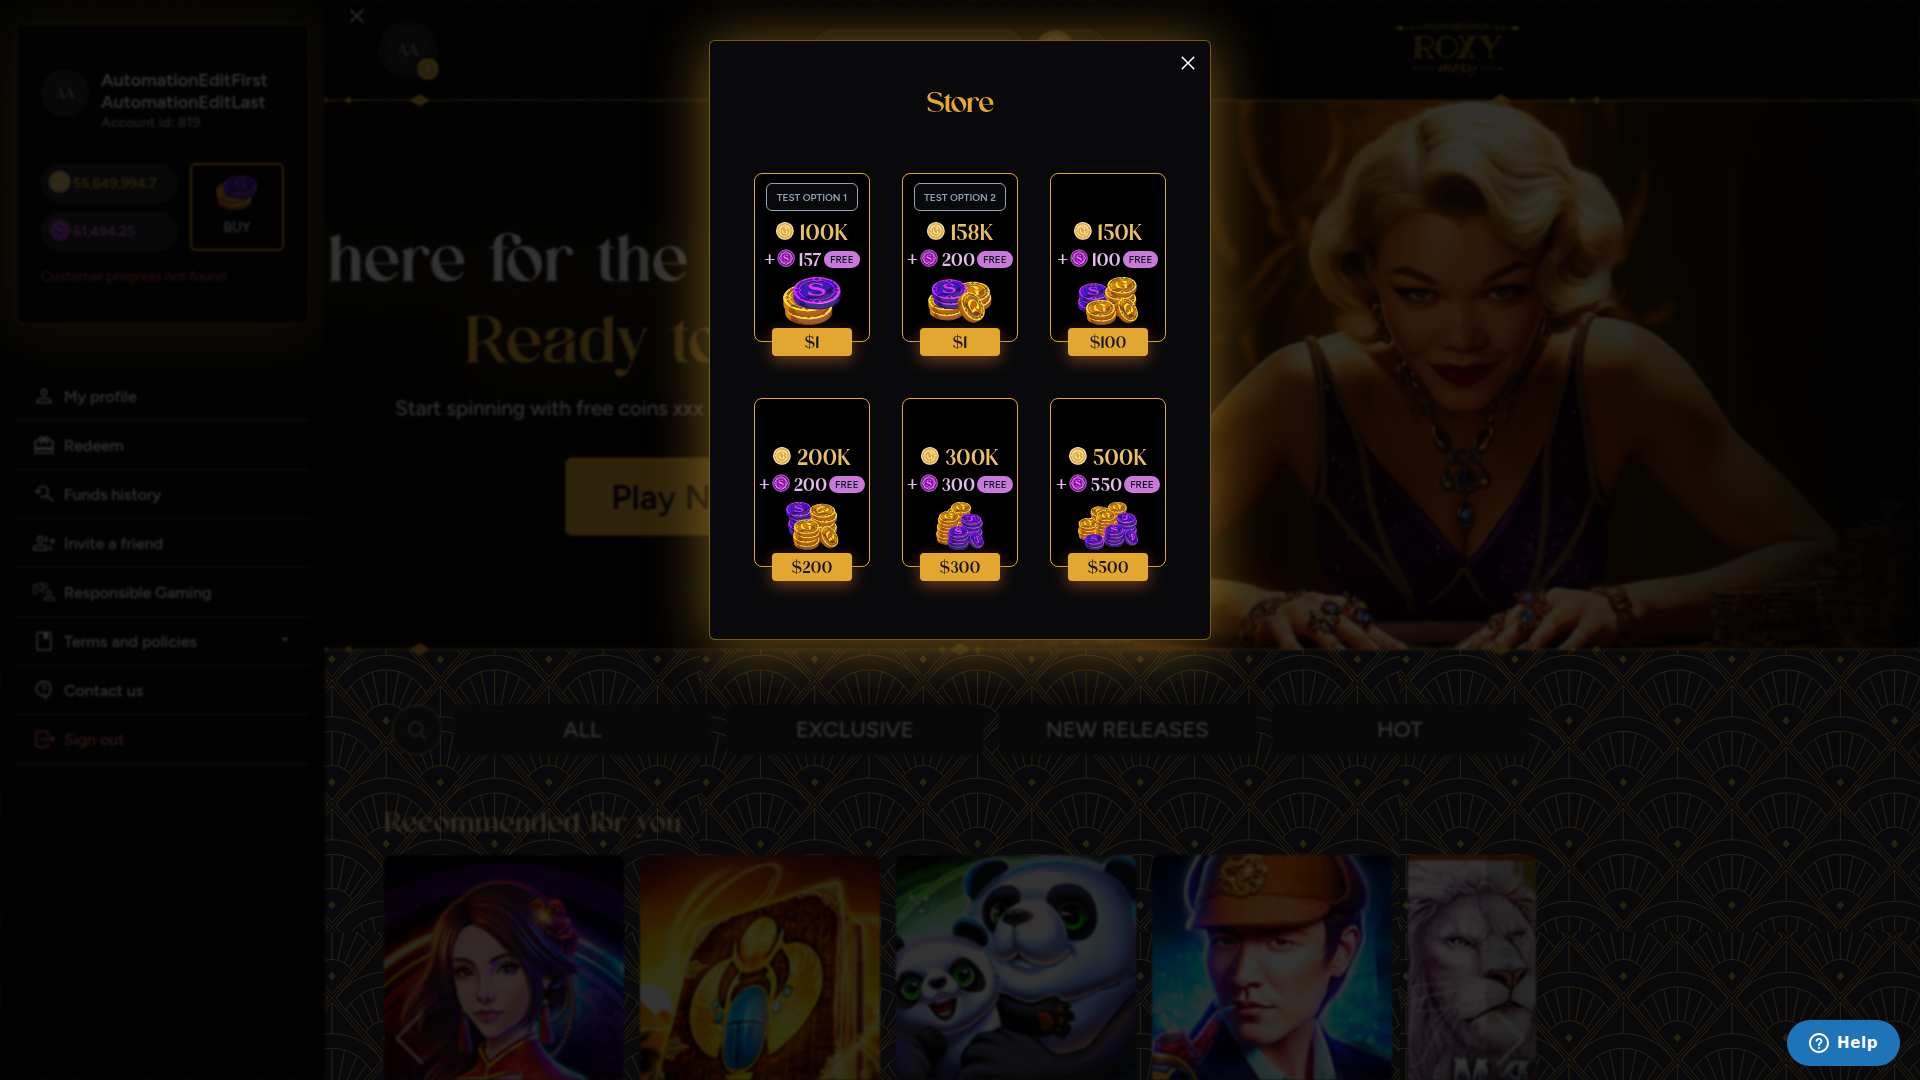 AA
AutomationEditFirst
AutomationEditLast
Account id: 819
55,649,994.7
61,494.25
BUY
Customer progress not found
My profile
Redeem
Funds history
Invite a friend
Responsible Gaming
Terms and policies
Contact us
Sign out
AA
ROXY
moxy
here for the
Ready to
Start spinning with free coins xxx
Play N
Store
TEST OPTION 1
100K
+ S 157 FREE
$1
TEST OPTION 2
158K
+ S 200 FREE
$1
150K
+ S 100 FREE
$100
200K
+ S 200 FREE
$200
300K
+ S 300 FREE
$300
500K
+ S 550 FREE
$500
ALL
EXCLUSIVE
NEW RELEASES
HOT
Recommended for you
Help